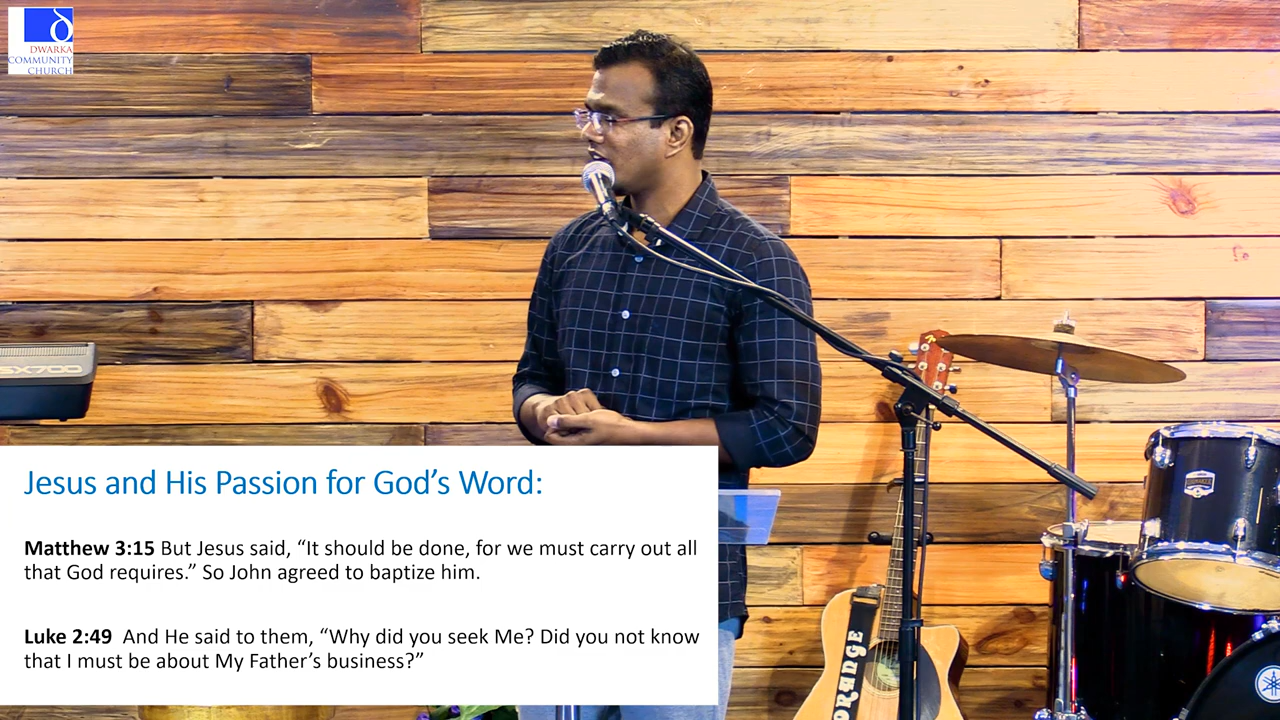 DWARKA
COMMUNITY
CHURCH
SX700
Jesus and His Passion for God’s Word:
Matthew 3:15 But Jesus said, “It should be done, for we must carry out all
that God requires.” So John agreed to baptize him.
Luke 2:49 And He said to them, “Why did you seek Me? Did you not know
that I must be about My Father’s business?”
ORANGE